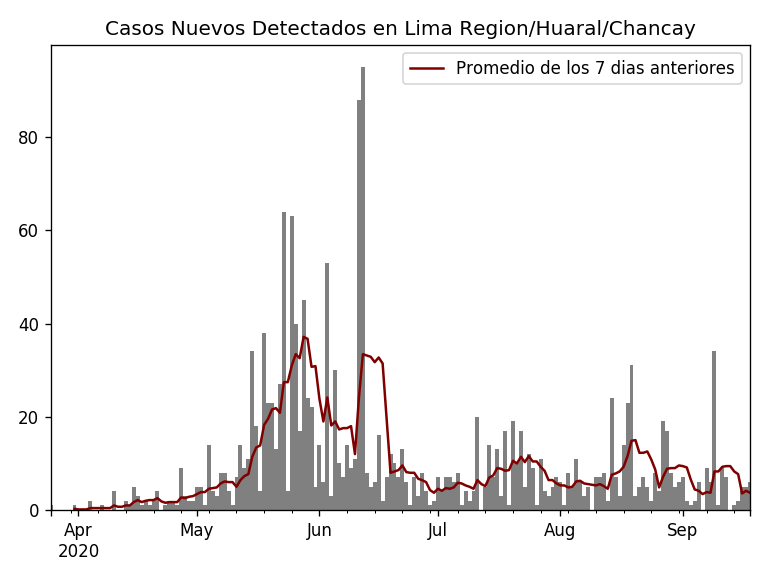 Casos Nuevos Detectados en Lima Region/Huaral/Chancay
Promedio de los 7 dias anteriores
80
60
40
20
0
Apr May Jun Jul Aug Sep
2020